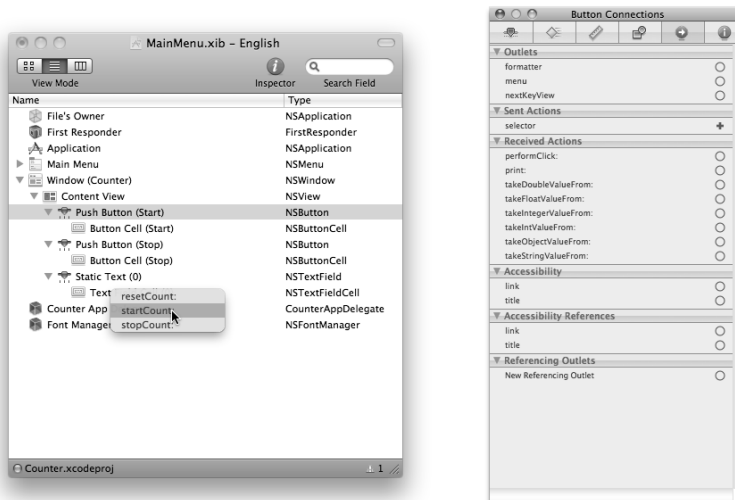 MainMenu.xib – English
View Mode
Inspector
Search Field
Name
Type
File's Owner
NSApplication
First Responder
FirstResponder
Application
NSApplication
Main Menu
NSMenu
Window (Counter)
NSWindow
Content View
NSView
Push Button (Start)
NSButton
Button Cell (Start)
NSButtonCell
Push Button (Stop)
NSButton
Button Cell (Stop)
NSButtonCell
Static Text (0)
NSTextField
Text
NSTextFieldCell
Counter App
CounterAppDelegate
Font Manager
NSFontManager
resetCount:
startCount:
stopCount:
Counter.xcodeproj
1
Button Connections
Outlets
formatter
menu
nextKeyView
Sent Actions
selector
Received Actions
performClick:
print:
takeDoubleValueFrom:
takeFloatValueFrom:
takeIntegerValueFrom:
takeIntValueFrom:
takeObjectValueFrom:
takeStringValueFrom:
Accessibility
link
title
Accessibility References
link
title
Referencing Outlets
New Referencing Outlet